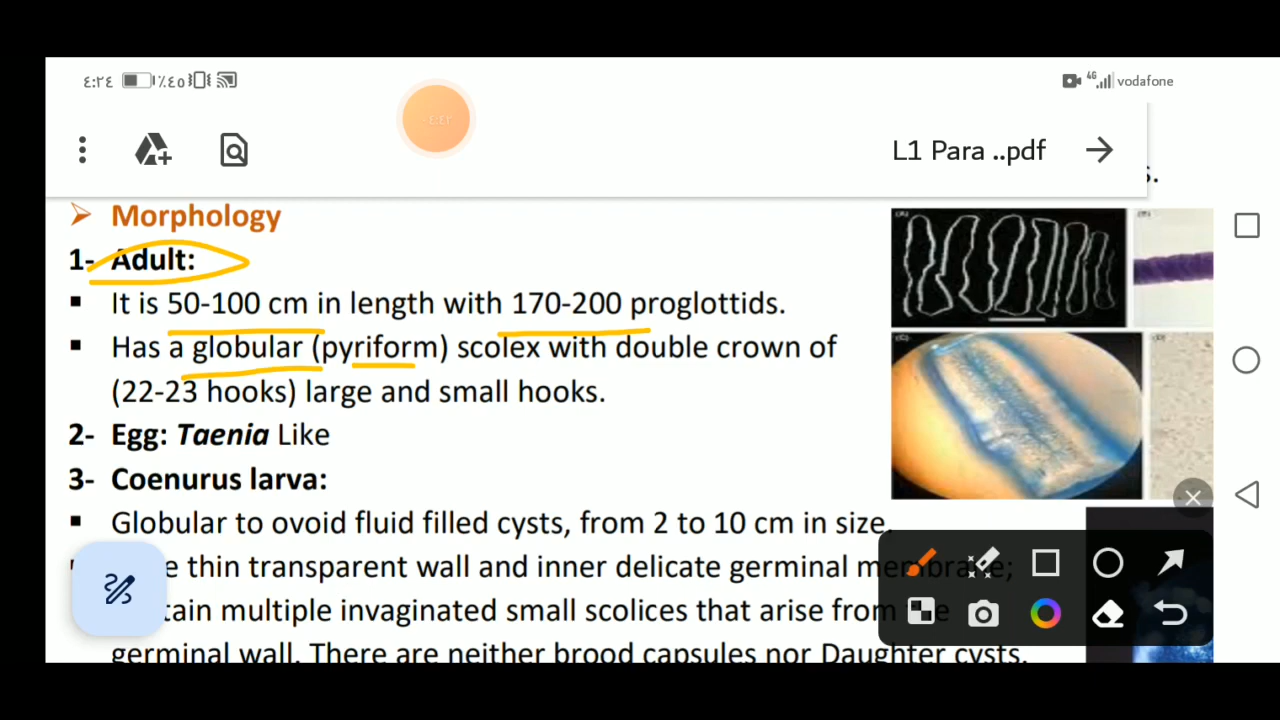 ٤:٢٤ ٪٤٥ 4G vodafone
L1 Para ..pdf
s.
Morphology
1- Adult:
It is 50-100 cm in length with 170-200 proglottids.
Has a globular (pyriform) scolex with double crown of
(22-23 hooks) large and small hooks.
2- Egg: Taenia Like
3- Coenurus larva:
Globular to ovoid fluid filled cysts, from 2 to 10 cm in size.
thin transparent wall and inner delicate germinal membrane;
tain multiple invaginated small scolices that arise from the
germinal wall. There are neither brood capsules nor Daughter cysts.